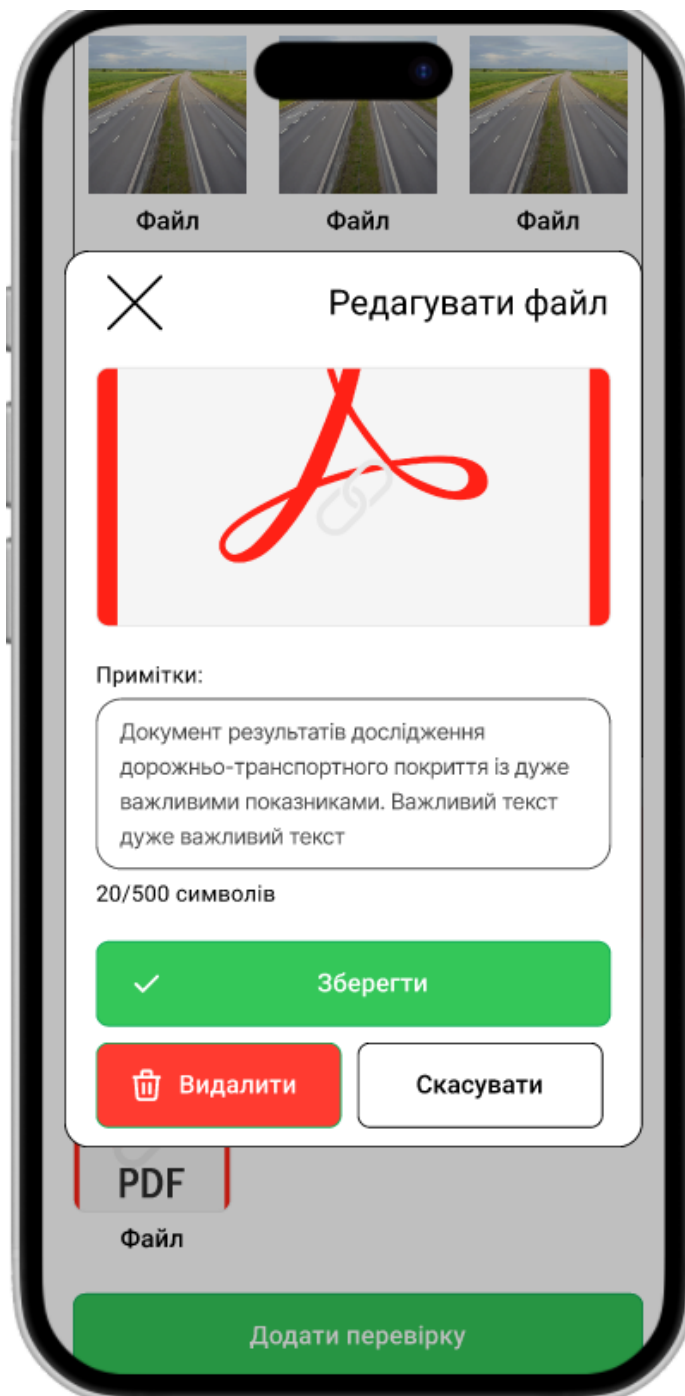 Файл Файл Файл
Редагувати файл
Примітки:
Документ результатів дослідження
дорожньо-транспортного покриття із дуже
важливими показниками. Важливий текст
дуже важливий текст
20/500 символів
Зберегти
Видалити Скасувати
PDF
Файл
Додати перевірку